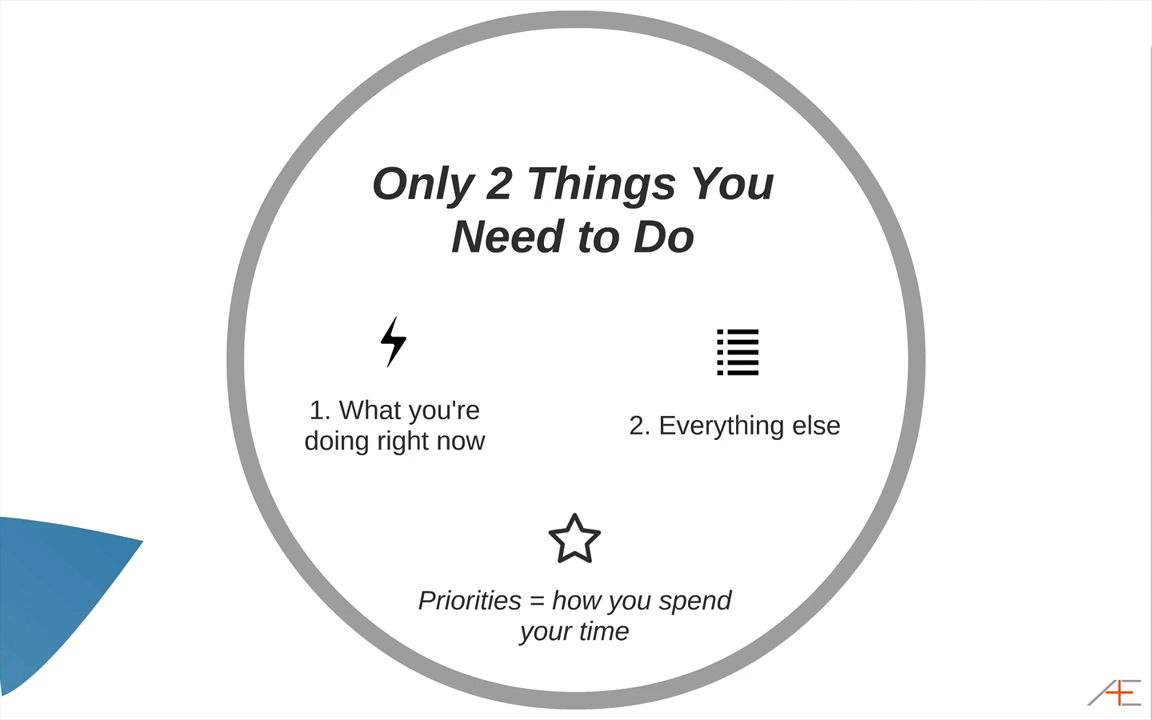 Only 2 Things You
Need to Do
1. What you're
doing right now
2. Everything else
Priorities = how you spend
your time